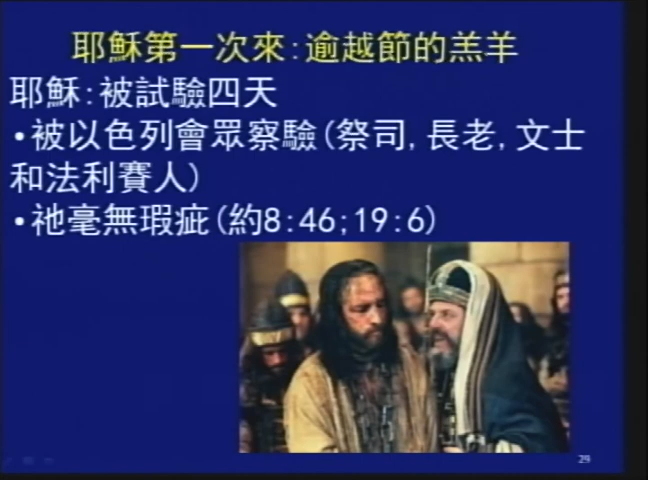 耶穌第一次來:逾越節的羔羊
耶穌:被試驗四天
•被以色列會眾察驗(祭司,長老,文士
和法利賽人)
•祂毫無瑕疵(約8:46;19:6)
29